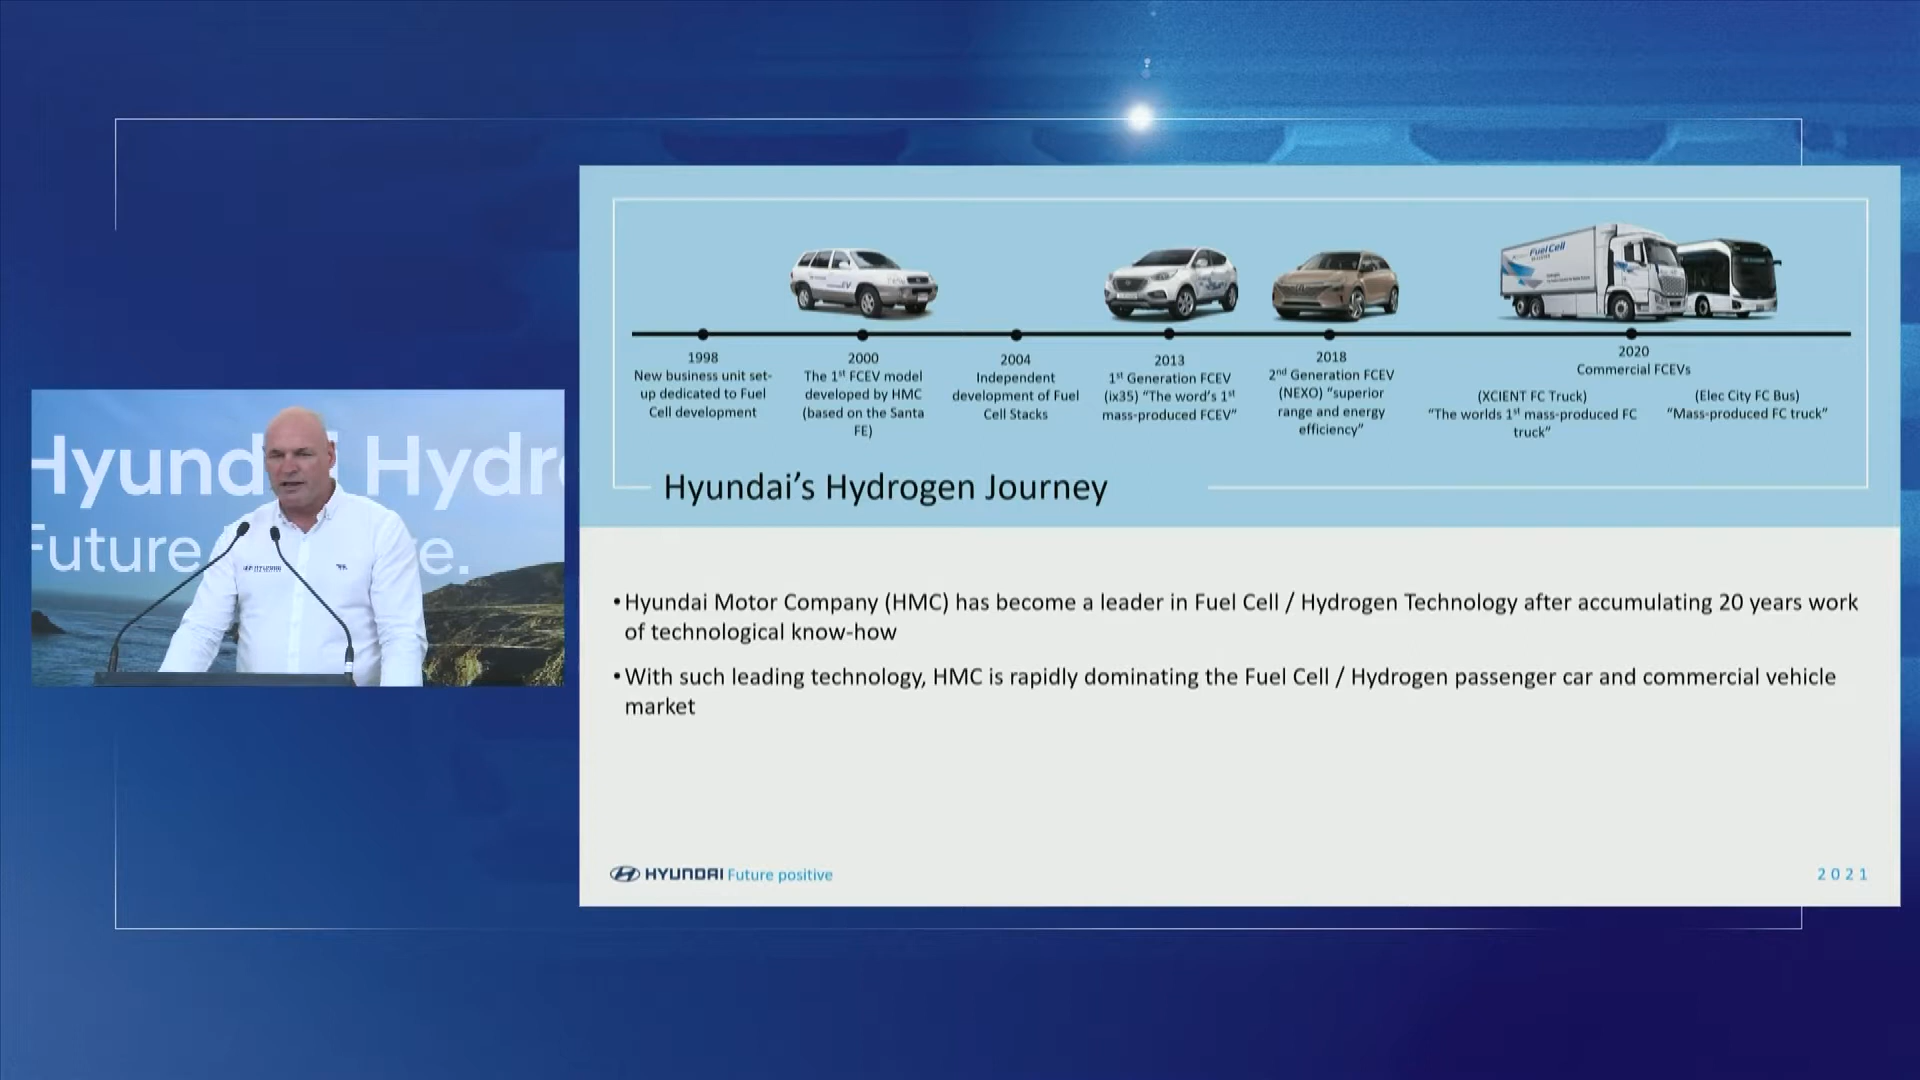 Hyundai Hydro
Future
e.
HYUNDAI
Fuel Cell
1998
New business unit set-
up dedicated to Fuel
Cell development
2000
The 1st FCEV model
developed by HMC
(based on the Santa
FE)
2004
Independent
development of Fuel
Cell Stacks
2013
1st Generation FCEV
(ix35) “The word’s 1st
mass-produced FCEV”
2018
2nd Generation FCEV
(NEXO) “superior
range and energy
efficiency”
2020
Commercial FCEVs
(XCIENT FC Truck)
“The worlds 1st mass-produced FC
truck”
(Elec City FC Bus)
“Mass-produced FC truck”
Hyundai’s Hydrogen Journey
•Hyundai Motor Company (HMC) has become a leader in Fuel Cell / Hydrogen Technology after accumulating 20 years work
of technological know-how
•With such leading technology, HMC is rapidly dominating the Fuel Cell / Hydrogen passenger car and commercial vehicle
market
HYUNDAI Future positive
2021